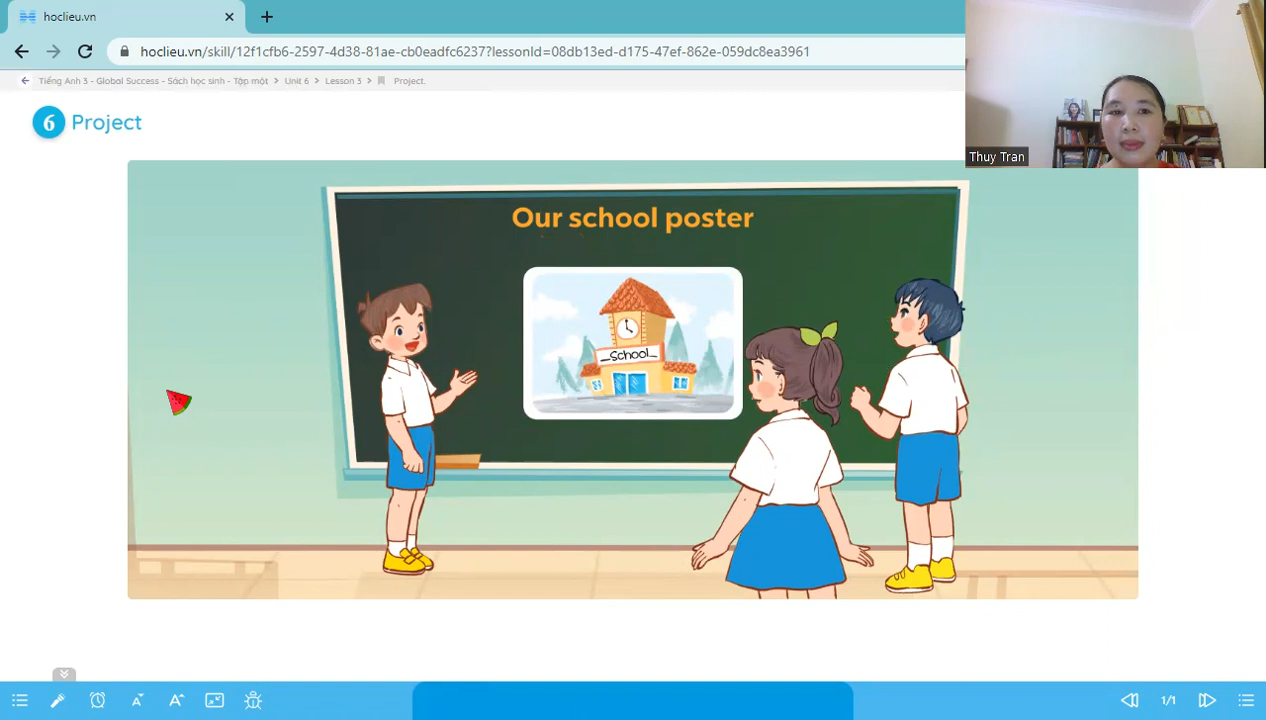 hoclieu.vn
hoclieu.vn/skill/12f1cfb6-2597-4d38-81ae-cb0eadfc6237?lessonId=08db13ed-d175-47ef-862e-059dc8ea3961
Tiếng Anh 3 - Global Success - Sách học sinh - Tập một > Unit 6 > Lesson 3 > Project.
Thuy Tran
6 Project
Our school poster
School
1/1